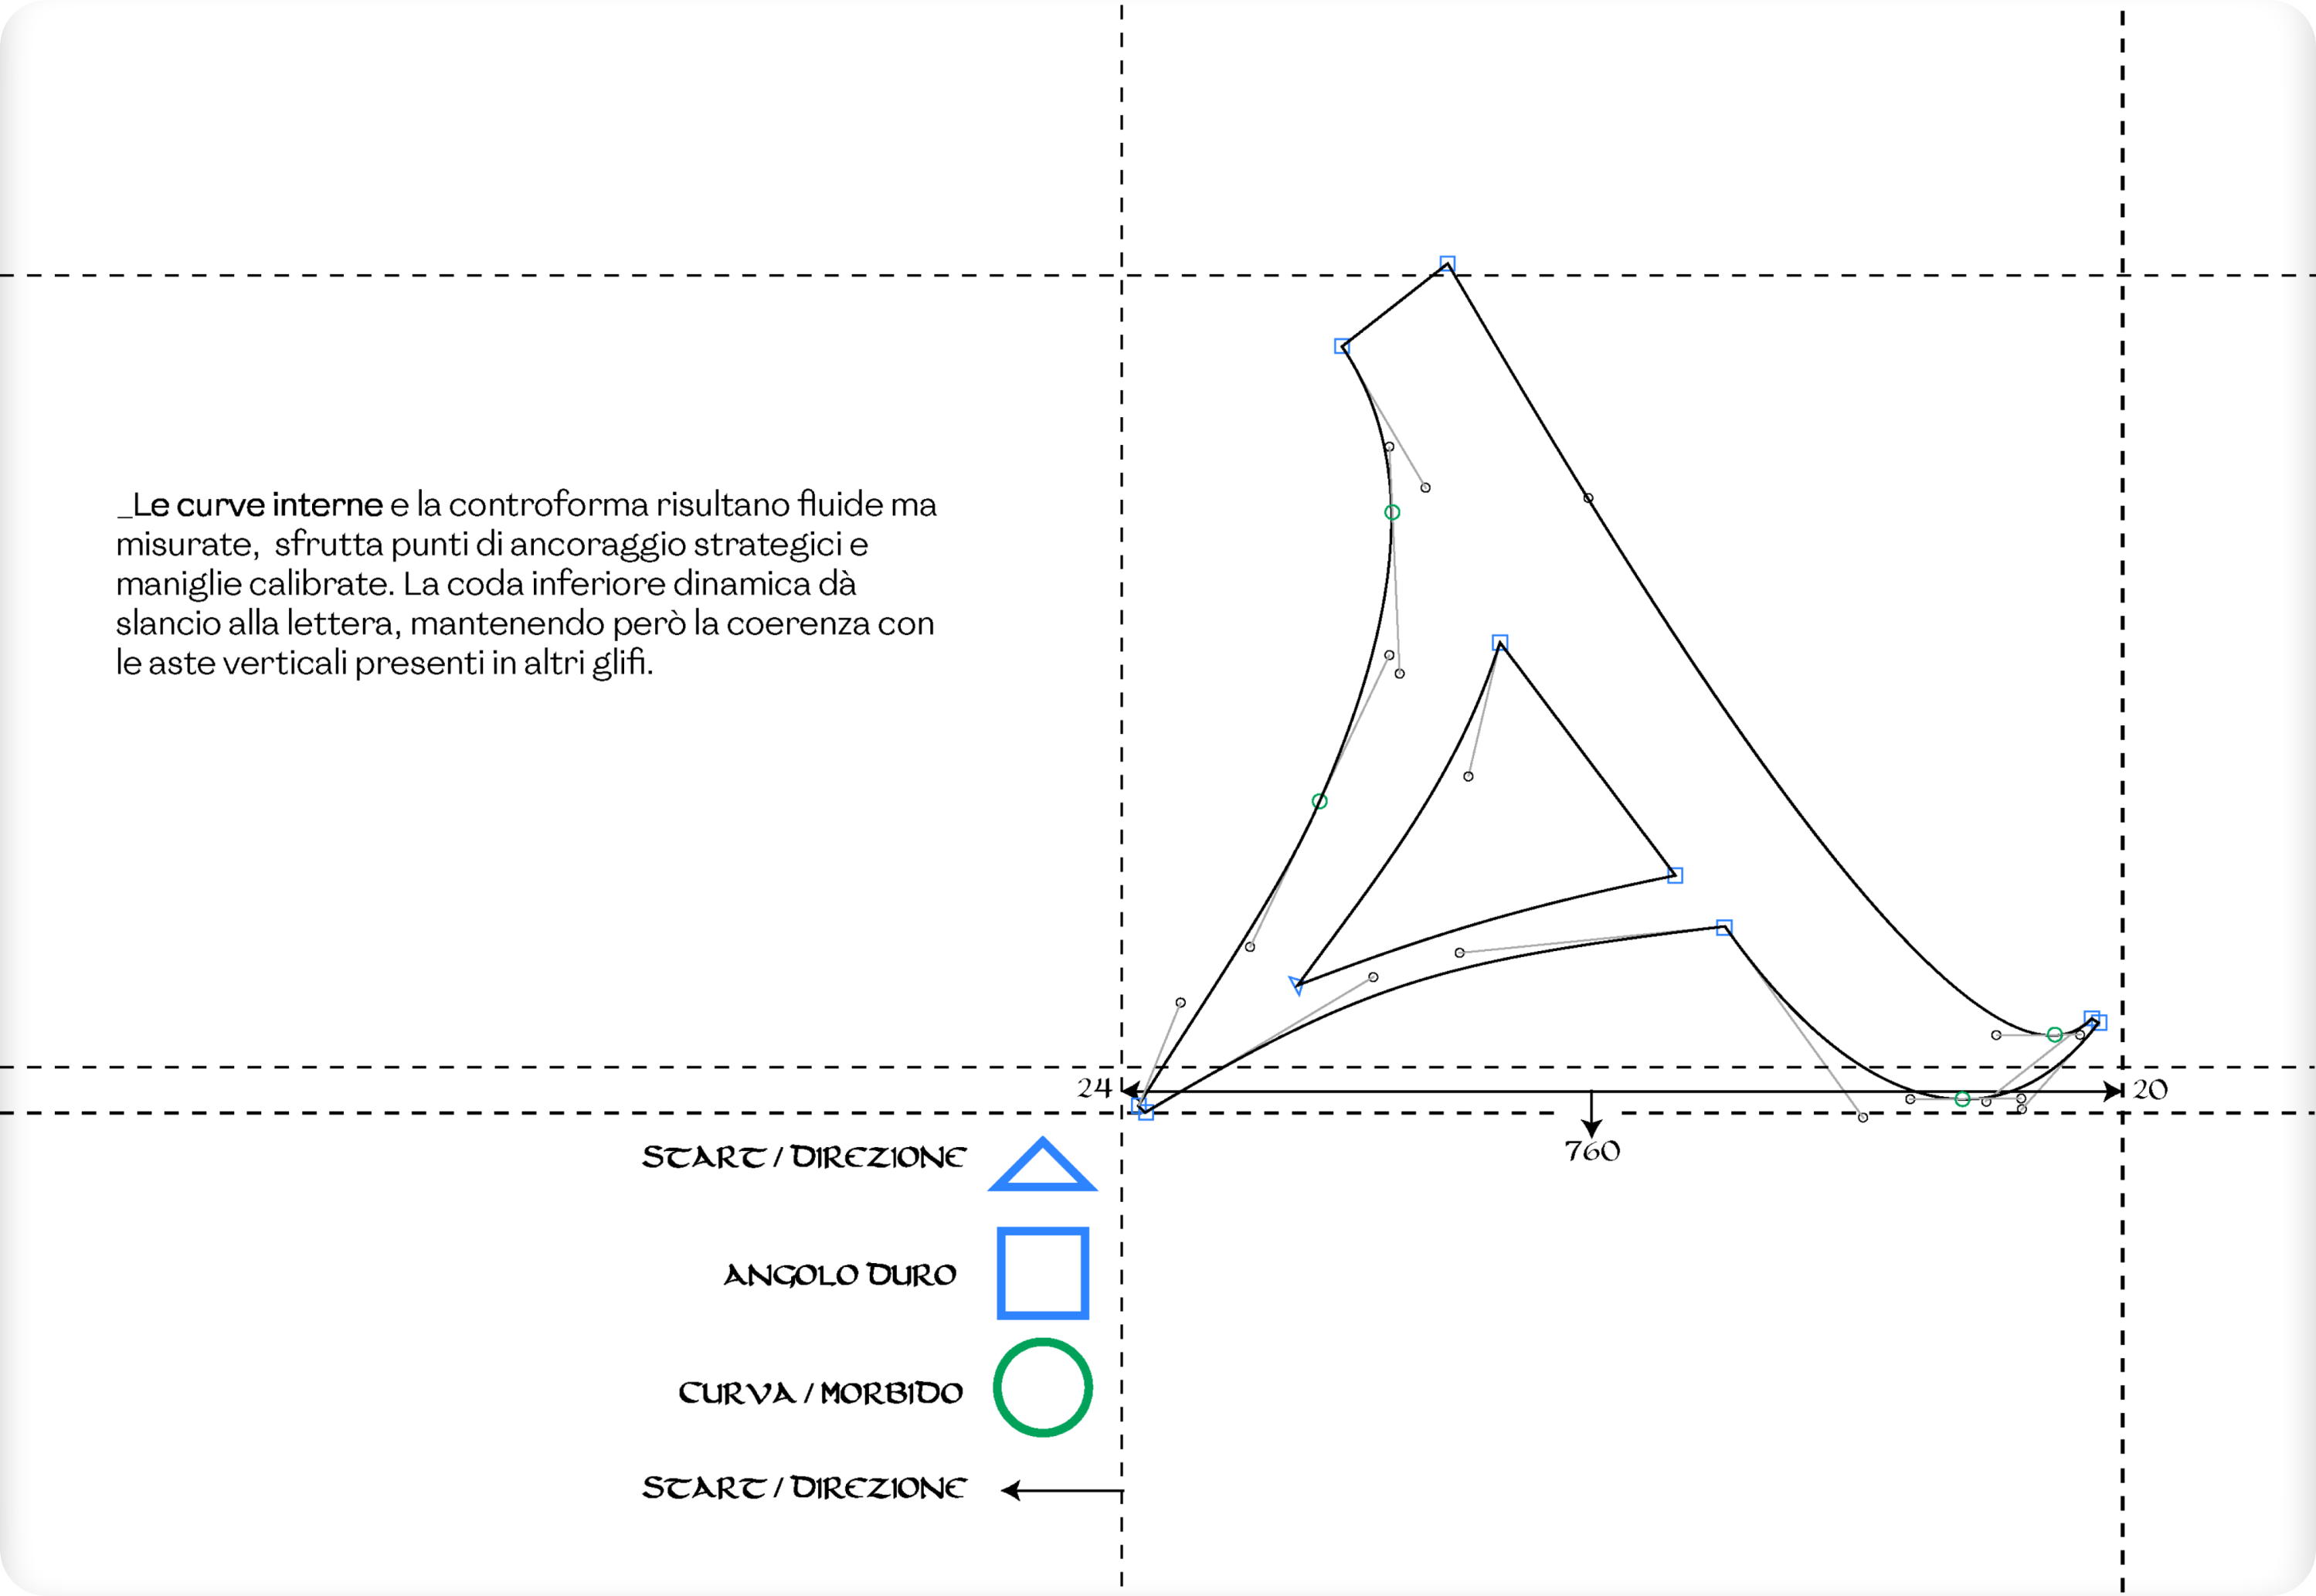 _Le curve interne e la controforma risultano fluide ma
misurate,  sfrutta punti di ancoraggio strategici e
maniglie calibrate. La coda inferiore dinamica dà
slancio alla lettera, mantenendo però la coerenza con
le aste verticali presenti in altri glifi.
24
20
760
START / DIREZIONE
ANGOLO DURO
CURVA / MORBIDO
START / DIREZIONE